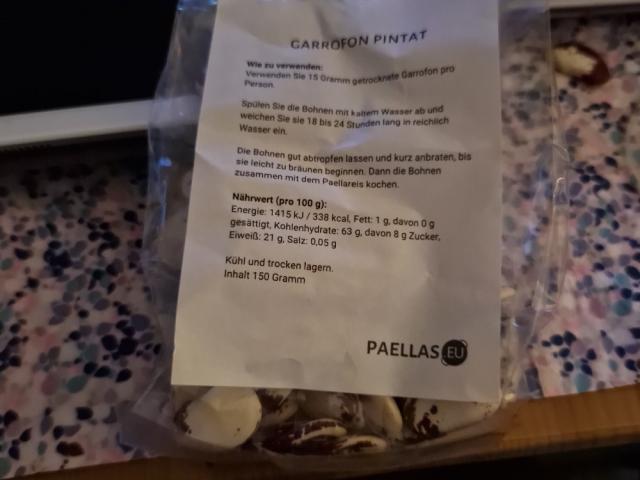 GARROFON PINTAT
Wie zu verwenden:
Verwenden Sie 15 Gramm getrocknete Garrofon pro
Person.
Spülen Sie die Bohnen mit kaltem Wasser ab und
weichen Sie sie 18 bis 24 Stunden lang in reichlich
Wasser ein.
Die Bohnen gut abtropfen lassen und kurz anbraten, bis
sie leicht zu bräunen beginnen. Dann die Bohnen
zusammen mit dem Paellareis kochen.
Nährwert (pro 100 g):
Energie: 1415 kJ / 338 kcal, Fett: 1 g, davon 0 g
gesättigt, Kohlenhydrate: 63 g, davon 8 g Zucker,
Eiweiß: 21 g, Salz: 0,05 g
Kühl und trocken lagern.
Inhalt 150 Gramm
PAELLAS EU